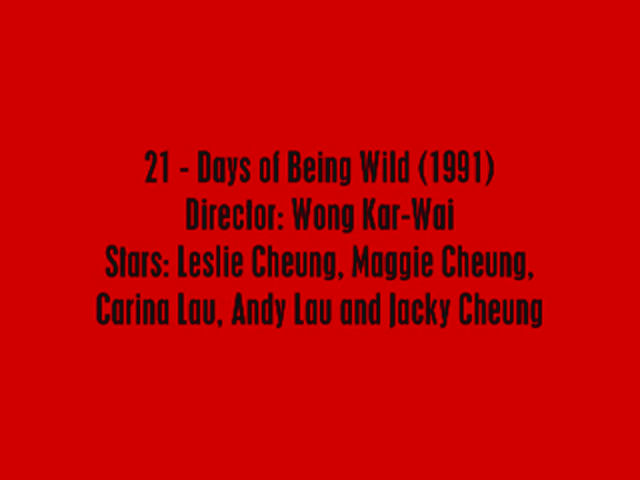 21 - Days of Being Wild (1991)
Director: Wong Kar-Wai
Stars: Leslie Cheung, Maggie Cheung,
Carina Lau, Andy Lau and Jacky Cheung